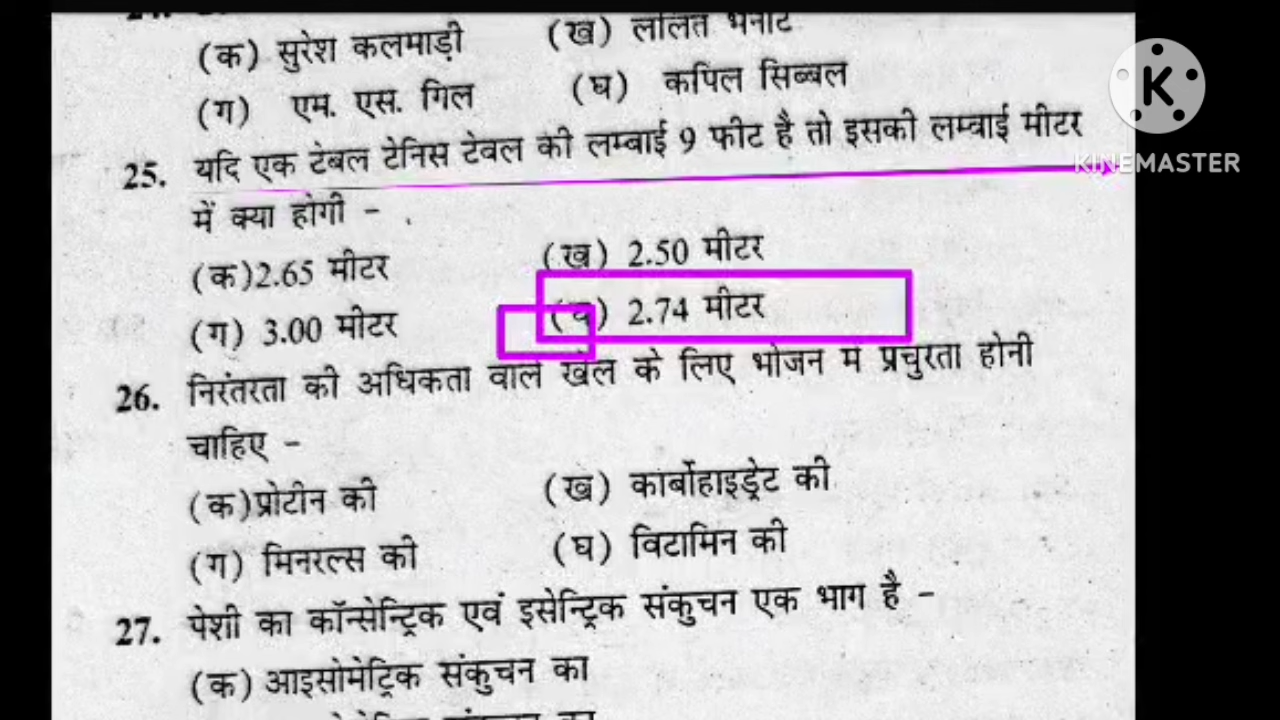 (क) सुरेश कलमाड़ी (ख) ललित भनोट
(ग) एम. एस. गिल (घ) कपिल सिब्बल
25. यदि एक टेबल टेनिस टेबल की लम्बाई 9 फीट है तो इसकी लम्बाई मीटर
में क्या होगी -
(क)2.65 मीटर (ख) 2.50 मीटर
(ग) 3.00 मीटर (घ) 2.74 मीटर
26. निरंतरता की अधिकता वाले खेल के लिए भोजन में प्रचुरता होनी
चाहिए -
(क)प्रोटीन की (ख) कार्बोहाइड्रेट की
(ग) मिनरल्स की (घ) विटामिन की
27. पेशी का कॉन्सेन्ट्रिक एवं इसेन्ट्रिक संकुचन एक भाग है -
(क) आइसोमेट्रिक संकुचन का
K
KINEMASTER